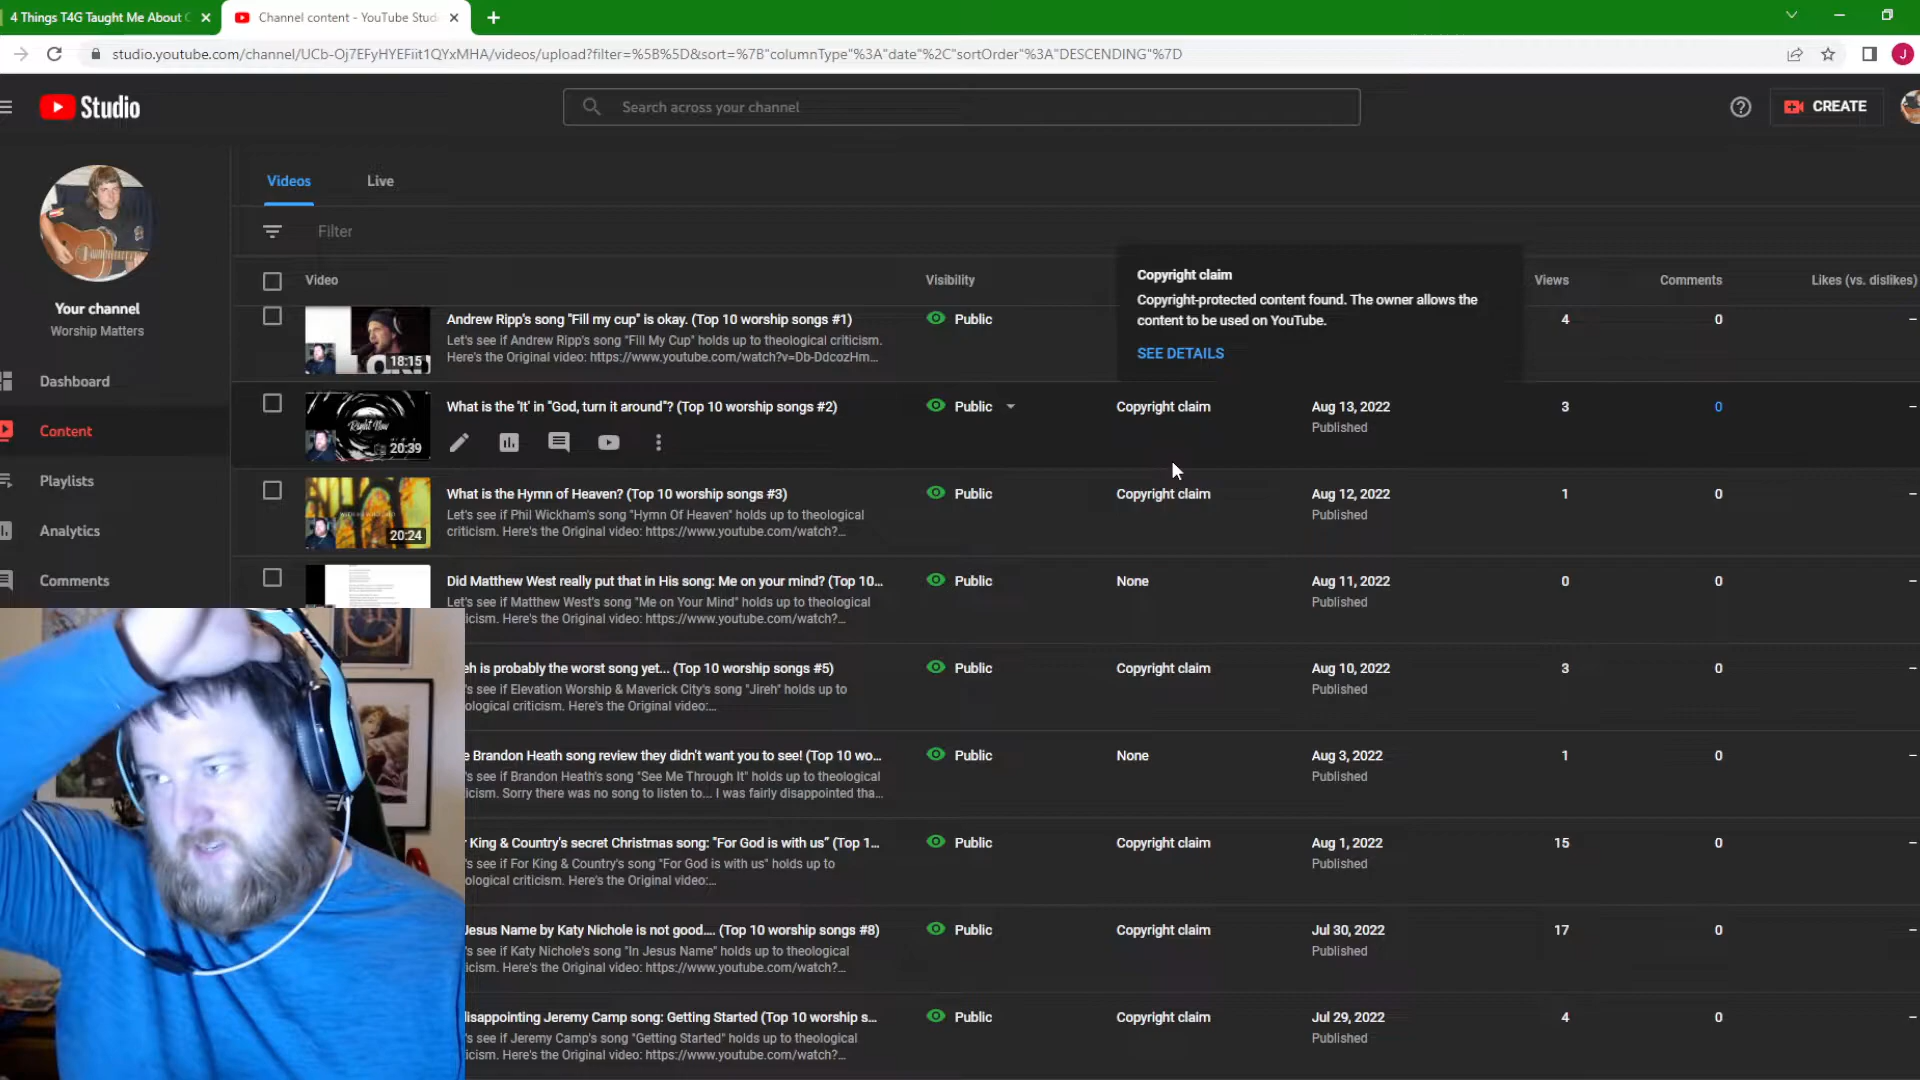 4 Things T4G Taught Me About C
Channel content - YouTube Stud
studio.youtube.com/channel/UCb-Oj7EFyHYEFiit1QYxMHA/videos/upload?filter=%5B%5D&sort=%7B"columnType"%3A"date"%2C"sortOrder"%3A"DESCENDING"%7D
J
Studio
Search across your channel
CREATE
Your channel
Worship Matters
Dashboard
Content
Playlists
Analytics
Comments
Videos Live
Filter
Video Visibility Views Comments Likes (vs. dislikes)
Copyright claim
Copyright-protected content found. The owner allows the
content to be used on YouTube.
SEE DETAILS
Andrew Ripp's song "Fill my cup" is okay. (Top 10 worship songs #1) Public 4 0 –
Let's see if Andrew Ripp's song "Fill My Cup" holds up to theological criticism.
Here's the Original video: https://www.youtube.com/watch?v=Db-DdcozHm...
18:15
What is the 'It' in "God, turn it around"? (Top 10 worship songs #2) Public Copyright claim Aug 13, 2022 3 0 –
Published
Right Now
20:39
What is the Hymn of Heaven? (Top 10 worship songs #3) Public Copyright claim Aug 12, 2022 1 0 –
Let's see if Phil Wickham's song "Hymn Of Heaven" holds up to theological Published
criticism. Here's the Original video: https://www.youtube.com/watch?...
20:24
Did Matthew West really put that in His song: Me on your mind? (Top 10... Public None Aug 11, 2022 0 0 –
Let's see if Matthew West's song "Me on Your Mind" holds up to theological Published
icism. Here's the Original video: https://www.youtube.com/watch?...
eh is probably the worst song yet... (Top 10 worship songs #5) Public Copyright claim Aug 10, 2022 3 0 –
's see if Elevation Worship & Maverick City's song "Jireh" holds up to Published
ological criticism. Here's the Original video:...
e Brandon Heath song review they didn't want you to see! (Top 10 wo... Public None Aug 3, 2022 1 0 –
's see if Brandon Heath's song "See Me Through It" holds up to theological Published
icism. Sorry there was no song to listen to... I was fairly disappointed tha...
r King & Country's secret Christmas song: "For God is with us" (Top 1... Public Copyright claim Aug 1, 2022 15 0 –
's see if For King & Country's song "For God is with us" holds up to Published
ological criticism. Here's the Original video:...
Jesus Name by Katy Nichole is not good.... (Top 10 worship songs #8) Public Copyright claim Jul 30, 2022 17 0 –
's see if Katy Nichole's song "In Jesus Name" holds up to theological Published
icism. Here's the Original video: https://www.youtube.com/watch?...
disappointing Jeremy Camp song: Getting Started (Top 10 worship s... Public Copyright claim Jul 29, 2022 4 0 –
's see if Jeremy Camp's song "Getting Started" holds up to theological Published
icism. Here's the Original video: https://www.youtube.com/watch?...